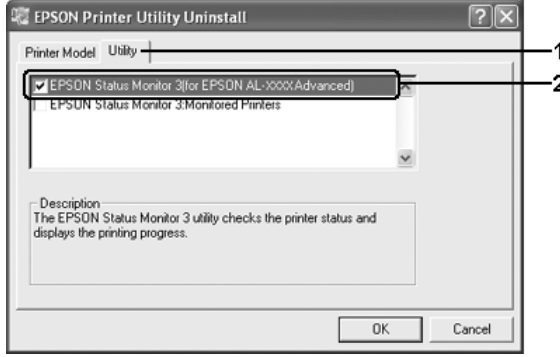 EPSON Printer Utility Uninstall
Printer Model Utility 1
EPSON Status Monitor 3(for EPSON AL-XXXX Advanced) 2
EPSON Status Monitor 3:Monitored Printers
Description
The EPSON Status Monitor 3 utility checks the printer status and
displays the printing progress.
OK Cancel